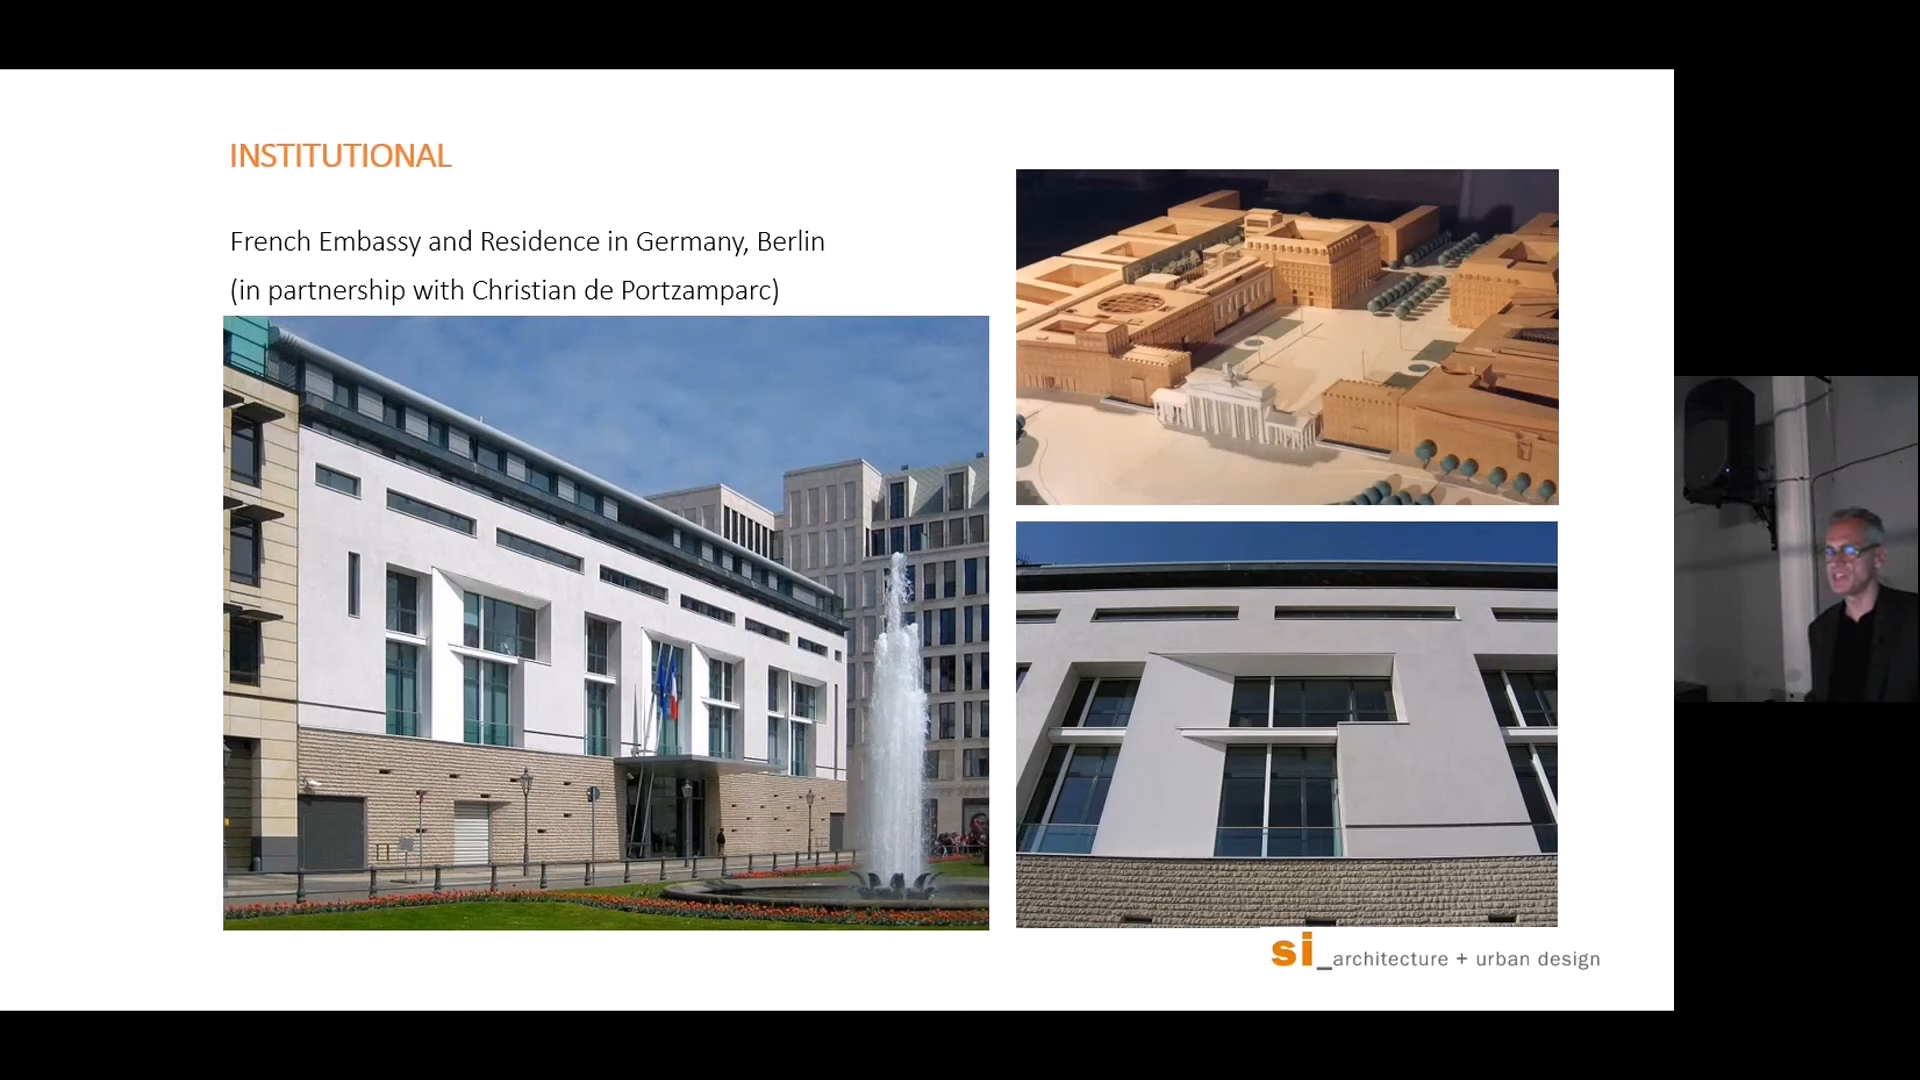 INSTITUTIONAL
French Embassy and Residence in Germany, Berlin
(in partnership with Christian de Portzamparc)
si_architecture + urban design